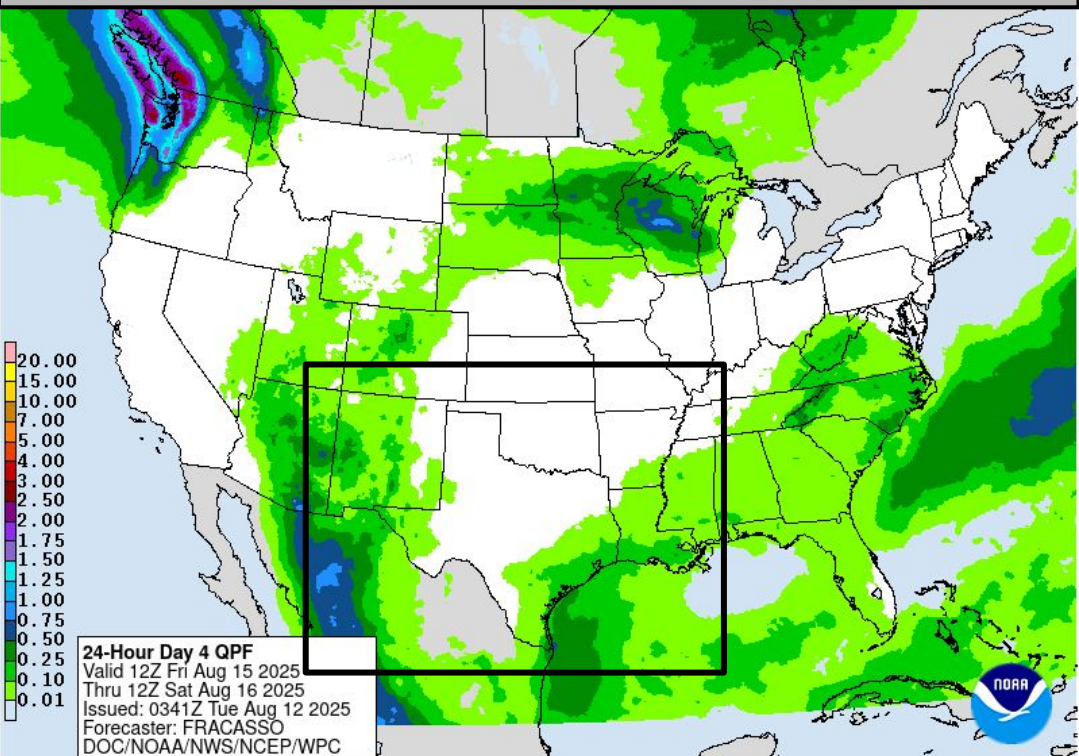 20.00
15.00
10.00
7.00
5.00
4.00
3.00
2.50
2.00
1.75
1.50
1.25
1.00
0.75
0.50
0.25
0.10
0.01
24-Hour Day 4 QPF
Valid 12Z Fri Aug 15 2025
Thru 12Z Sat Aug 16 2025
Issued: 0341Z Tue Aug 12 2025
Forecaster: FRACASSO
DOC/NOAA/NWS/NCEP/WPC
NOAA